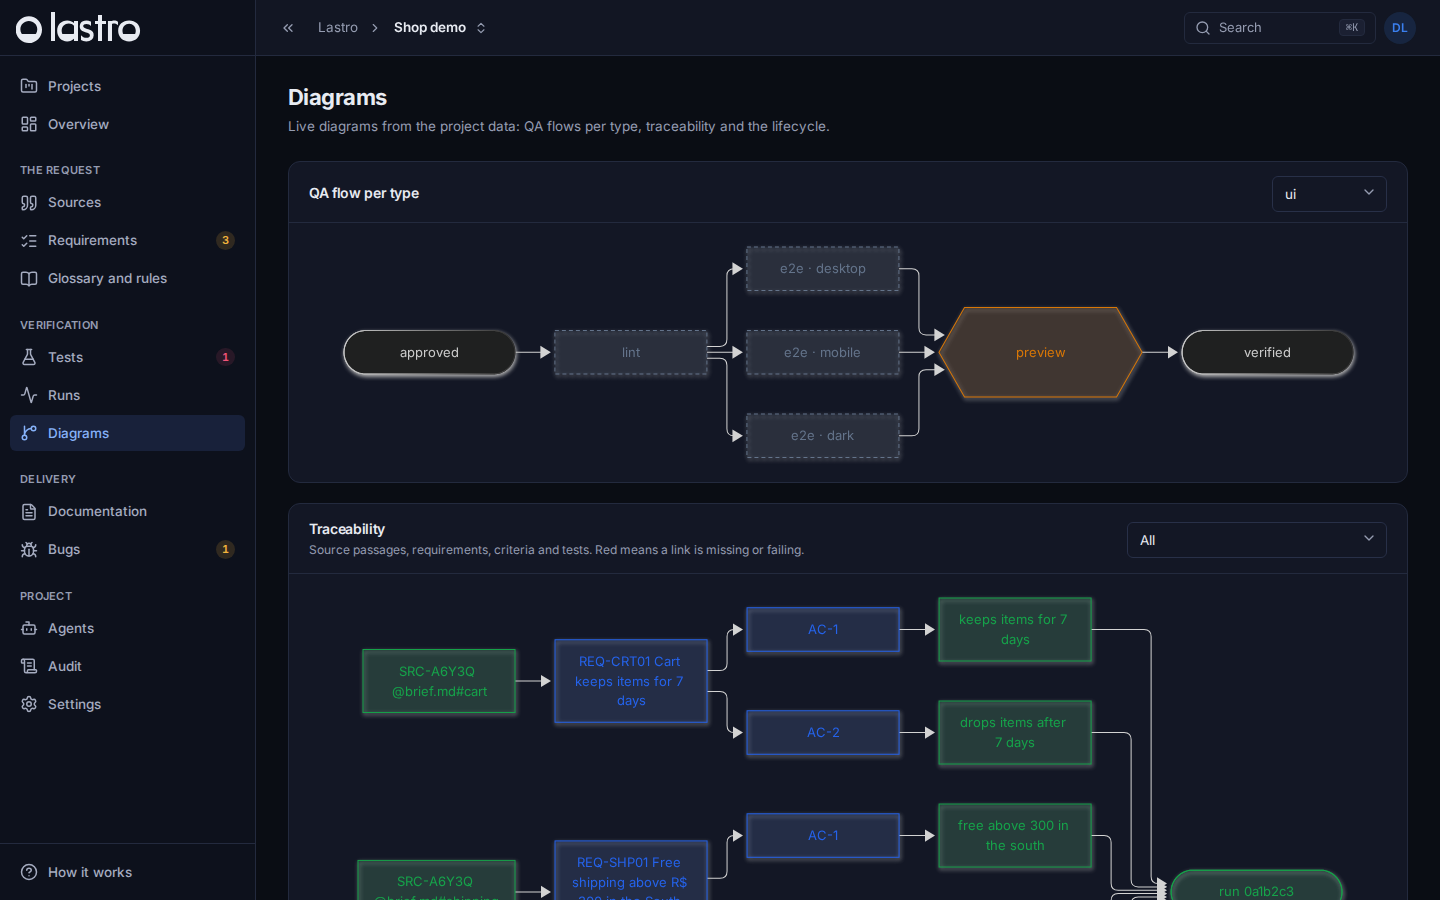 lastro
Lastro
Shop demo
Search
⌘K
DL
Projects
Overview
THE REQUEST
Sources
Requirements
3
Glossary and rules
VERIFICATION
Tests
1
Runs
Diagrams
DELIVERY
Documentation
Bugs
1
PROJECT
Agents
Audit
Settings
How it works
Diagrams
Live diagrams from the project data: QA flows per type, traceability and the lifecycle.
QA flow per type
ui
approved
lint
e2e · desktop
e2e · mobile
e2e · dark
preview
verified
Traceability
Source passages, requirements, criteria and tests. Red means a link is missing or failing.
All
SRC-A6Y3Q
@brief.md#cart
REQ-CRT01 Cart
keeps items for 7
days
AC-1
keeps items for 7
days
AC-2
drops items after
7 days
SRC-A6Y3Q
REQ-SHP01 Free
shipping above R$
AC-1
free above 300 in
the south
run 0a1b2c3